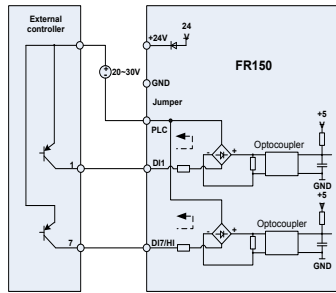 External
controller
24
+24V
FR150
20~30V
GND
Jumper
PLC
+5
Optocoupler
1
DI1
- +
GND
+5
Optocoupler
7
DI7/HI
- +
GND